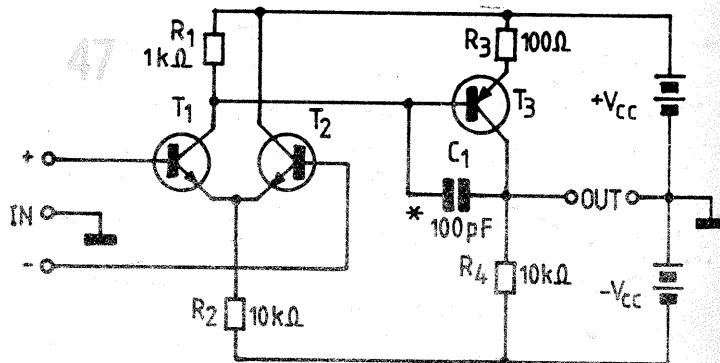 47
R1
1kΩ
R3
100Ω
T1
T2
T3
+VCC
C1
+
IN
-
*
100pF
OUT
R2
10kΩ
R4
10kΩ
-VCC